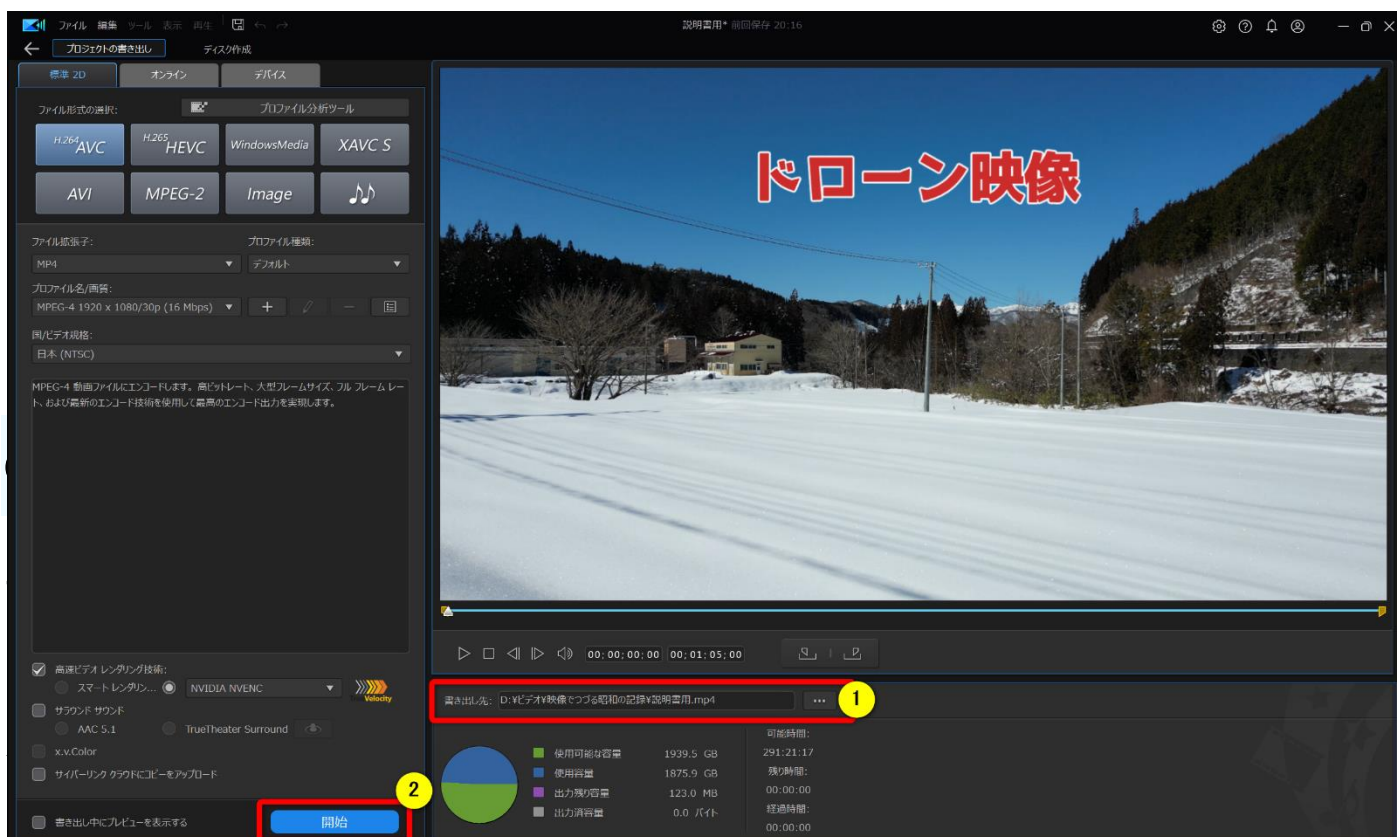 ファイル 編集 ツール 表示 再生
説明書用* 前回保存 20:16
プロジェクトの書き出し ディスク作成
標準 2D オンライン デバイス
ファイル形式の選択: プロファイル分析ツール
H.264 AVC H.265 HEVC WindowsMedia XAVC S
AVI MPEG-2 Image
ファイル拡張子: プロファイル種類:
MP4 デフォルト
プロファイル名/画質:
MPEG-4 1920 x 1080/30p (16 Mbps)
国/ビデオ規格:
日本 (NTSC)
MPEG-4 動画ファイルにエンコードします。高ビットレート、大型フレームサイズ、フル フレーム レー
ト、および最新のエンコード技術を使用して最高のエンコード出力を実現します。
高速ビデオ レンダリング技術:
スマート レンダリン... NVIDIA NVENC Velocity
サラウンド サウンド
AAC 5.1 TrueTheater Surround
x.v.Color
サイバーリンク クラウドにコピーをアップロード
2
書き出し中にプレビューを表示する 開始
ドローン映像
00;00;00;00 00;01;05;00
書き出し先: D:¥ビデオ¥映像でつづる昭和の記録¥説明書用.mp4 ... 1
使用可能な容量 1939.5 GB
使用容量 1875.9 GB
出力残り容量 123.0 MB
出力済容量 0.0 バイト
可能時間:
291:21:17
残り時間:
00:00:00
経過時間:
00:00:00